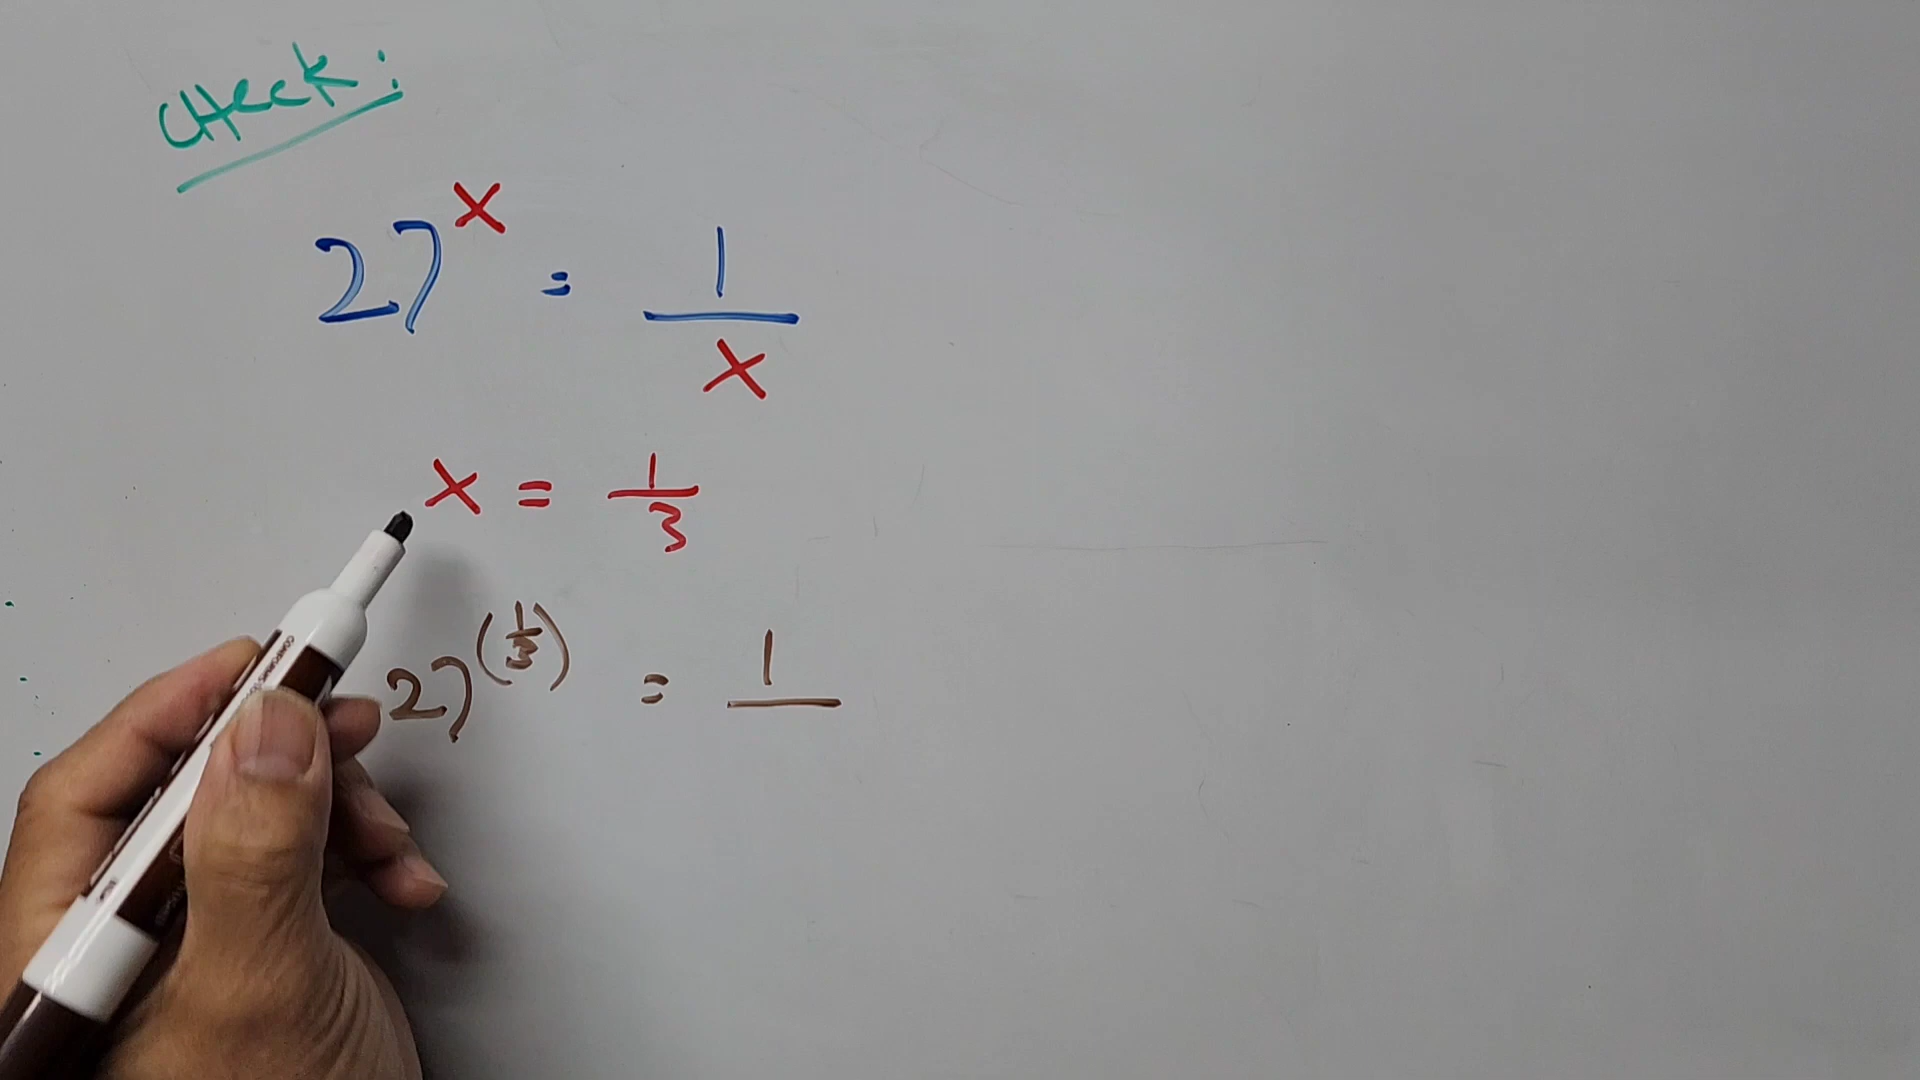 CHeck:
27^x = 1/x
x = 1/3
27^(1/3) = 1/